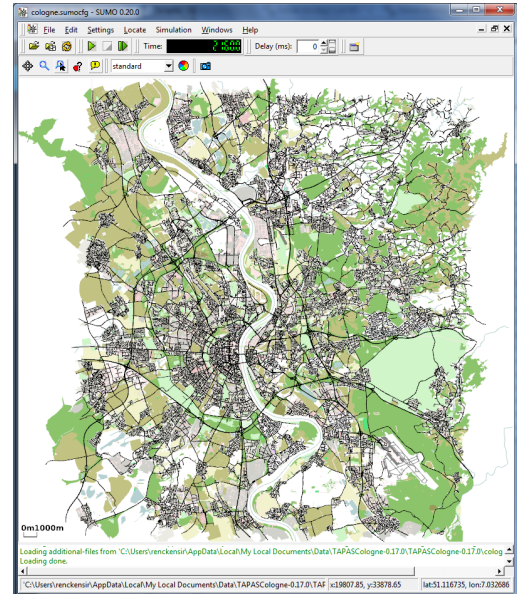 cologne.sumocfg - SUMO 0.20.0
File Edit Settings Locate Simulation Windows Help
Time: Delay (ms): 0
standard
0m1000m
Loading additional-files from 'C:\Users\renckensir\AppData\Local\My Local Documents\Data\TAPASCologne-0.17.0\TAPASCologne-0.17.0\colog
Loading done.
'C:\Users\renckensir\AppData\Local\My Local Documents\Data\TAPASCologne-0.17.0\TAF x:19807.85, y:33878.65 lat:51.116735, lon:7.032686